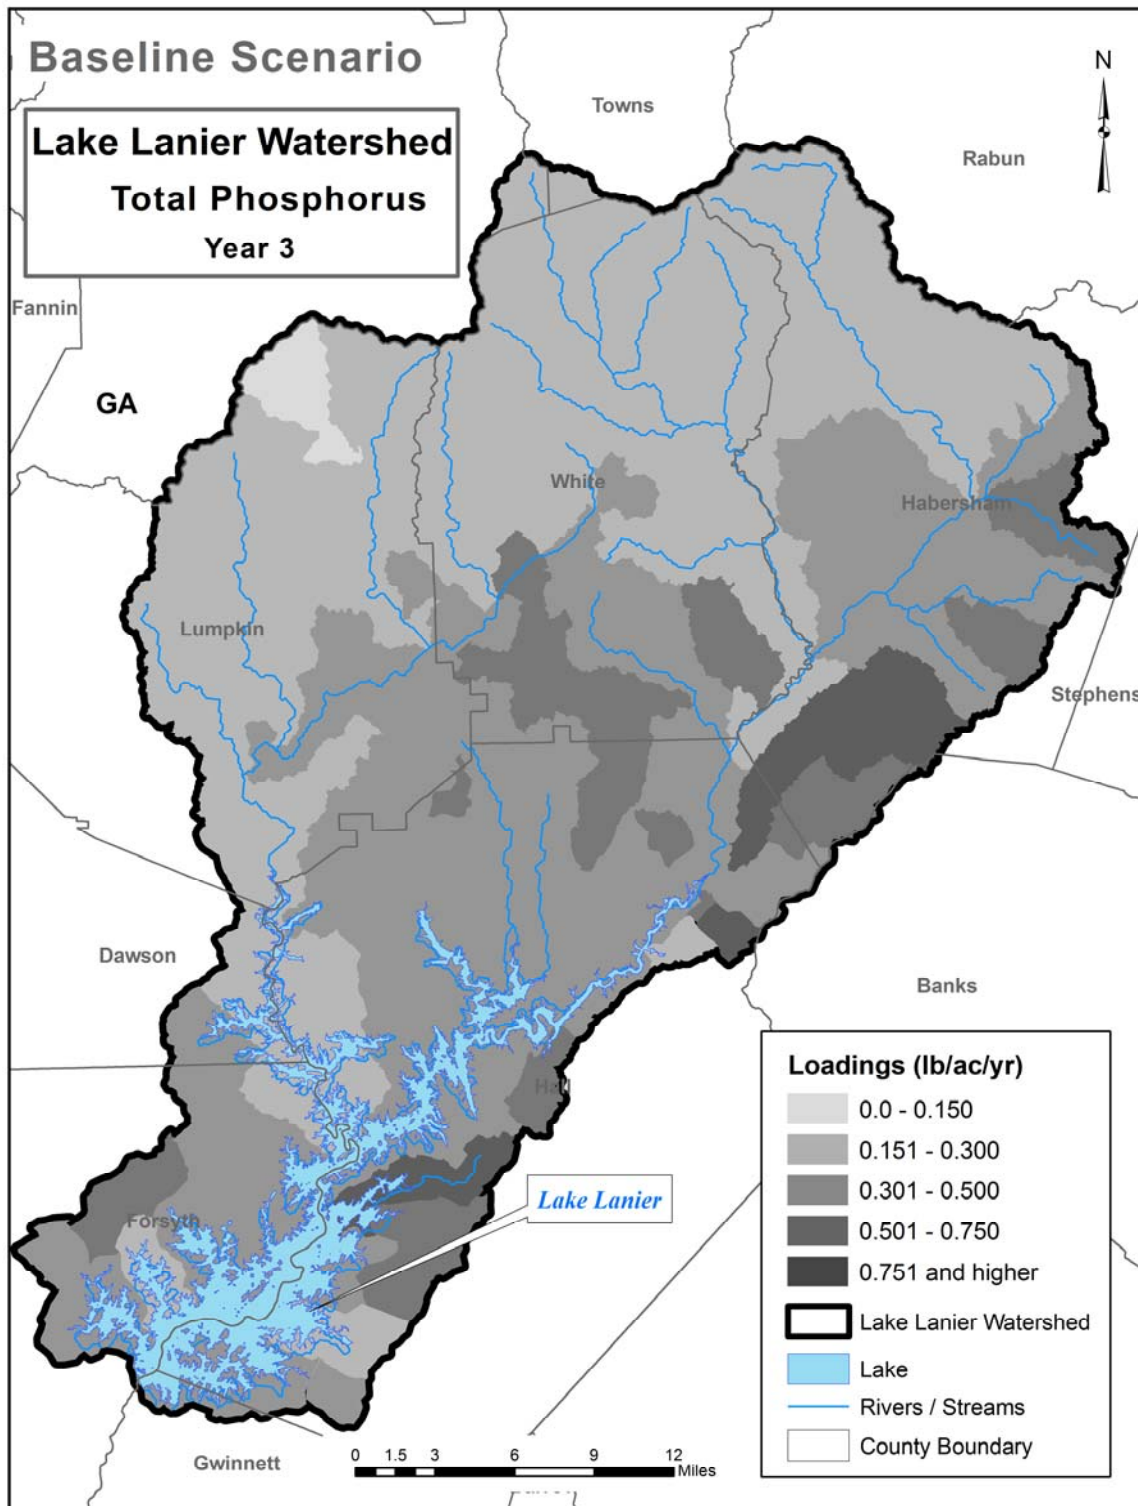 Baseline Scenario
Lake Lanier Watershed
Total Phosphorus
Year 3
N
Towns
Rabun
Fannin
GA
White
Habersham
Lumpkin
Stephens
Dawson
Banks
Hall
Forsyth
Lake Lanier
Gwinnett
Loadings (lb/ac/yr)
0.0 - 0.150
0.151 - 0.300
0.301 - 0.500
0.501 - 0.750
0.751 and higher
Lake Lanier Watershed
Lake
Rivers / Streams
County Boundary
0 1.5 3 6 9 12
Miles